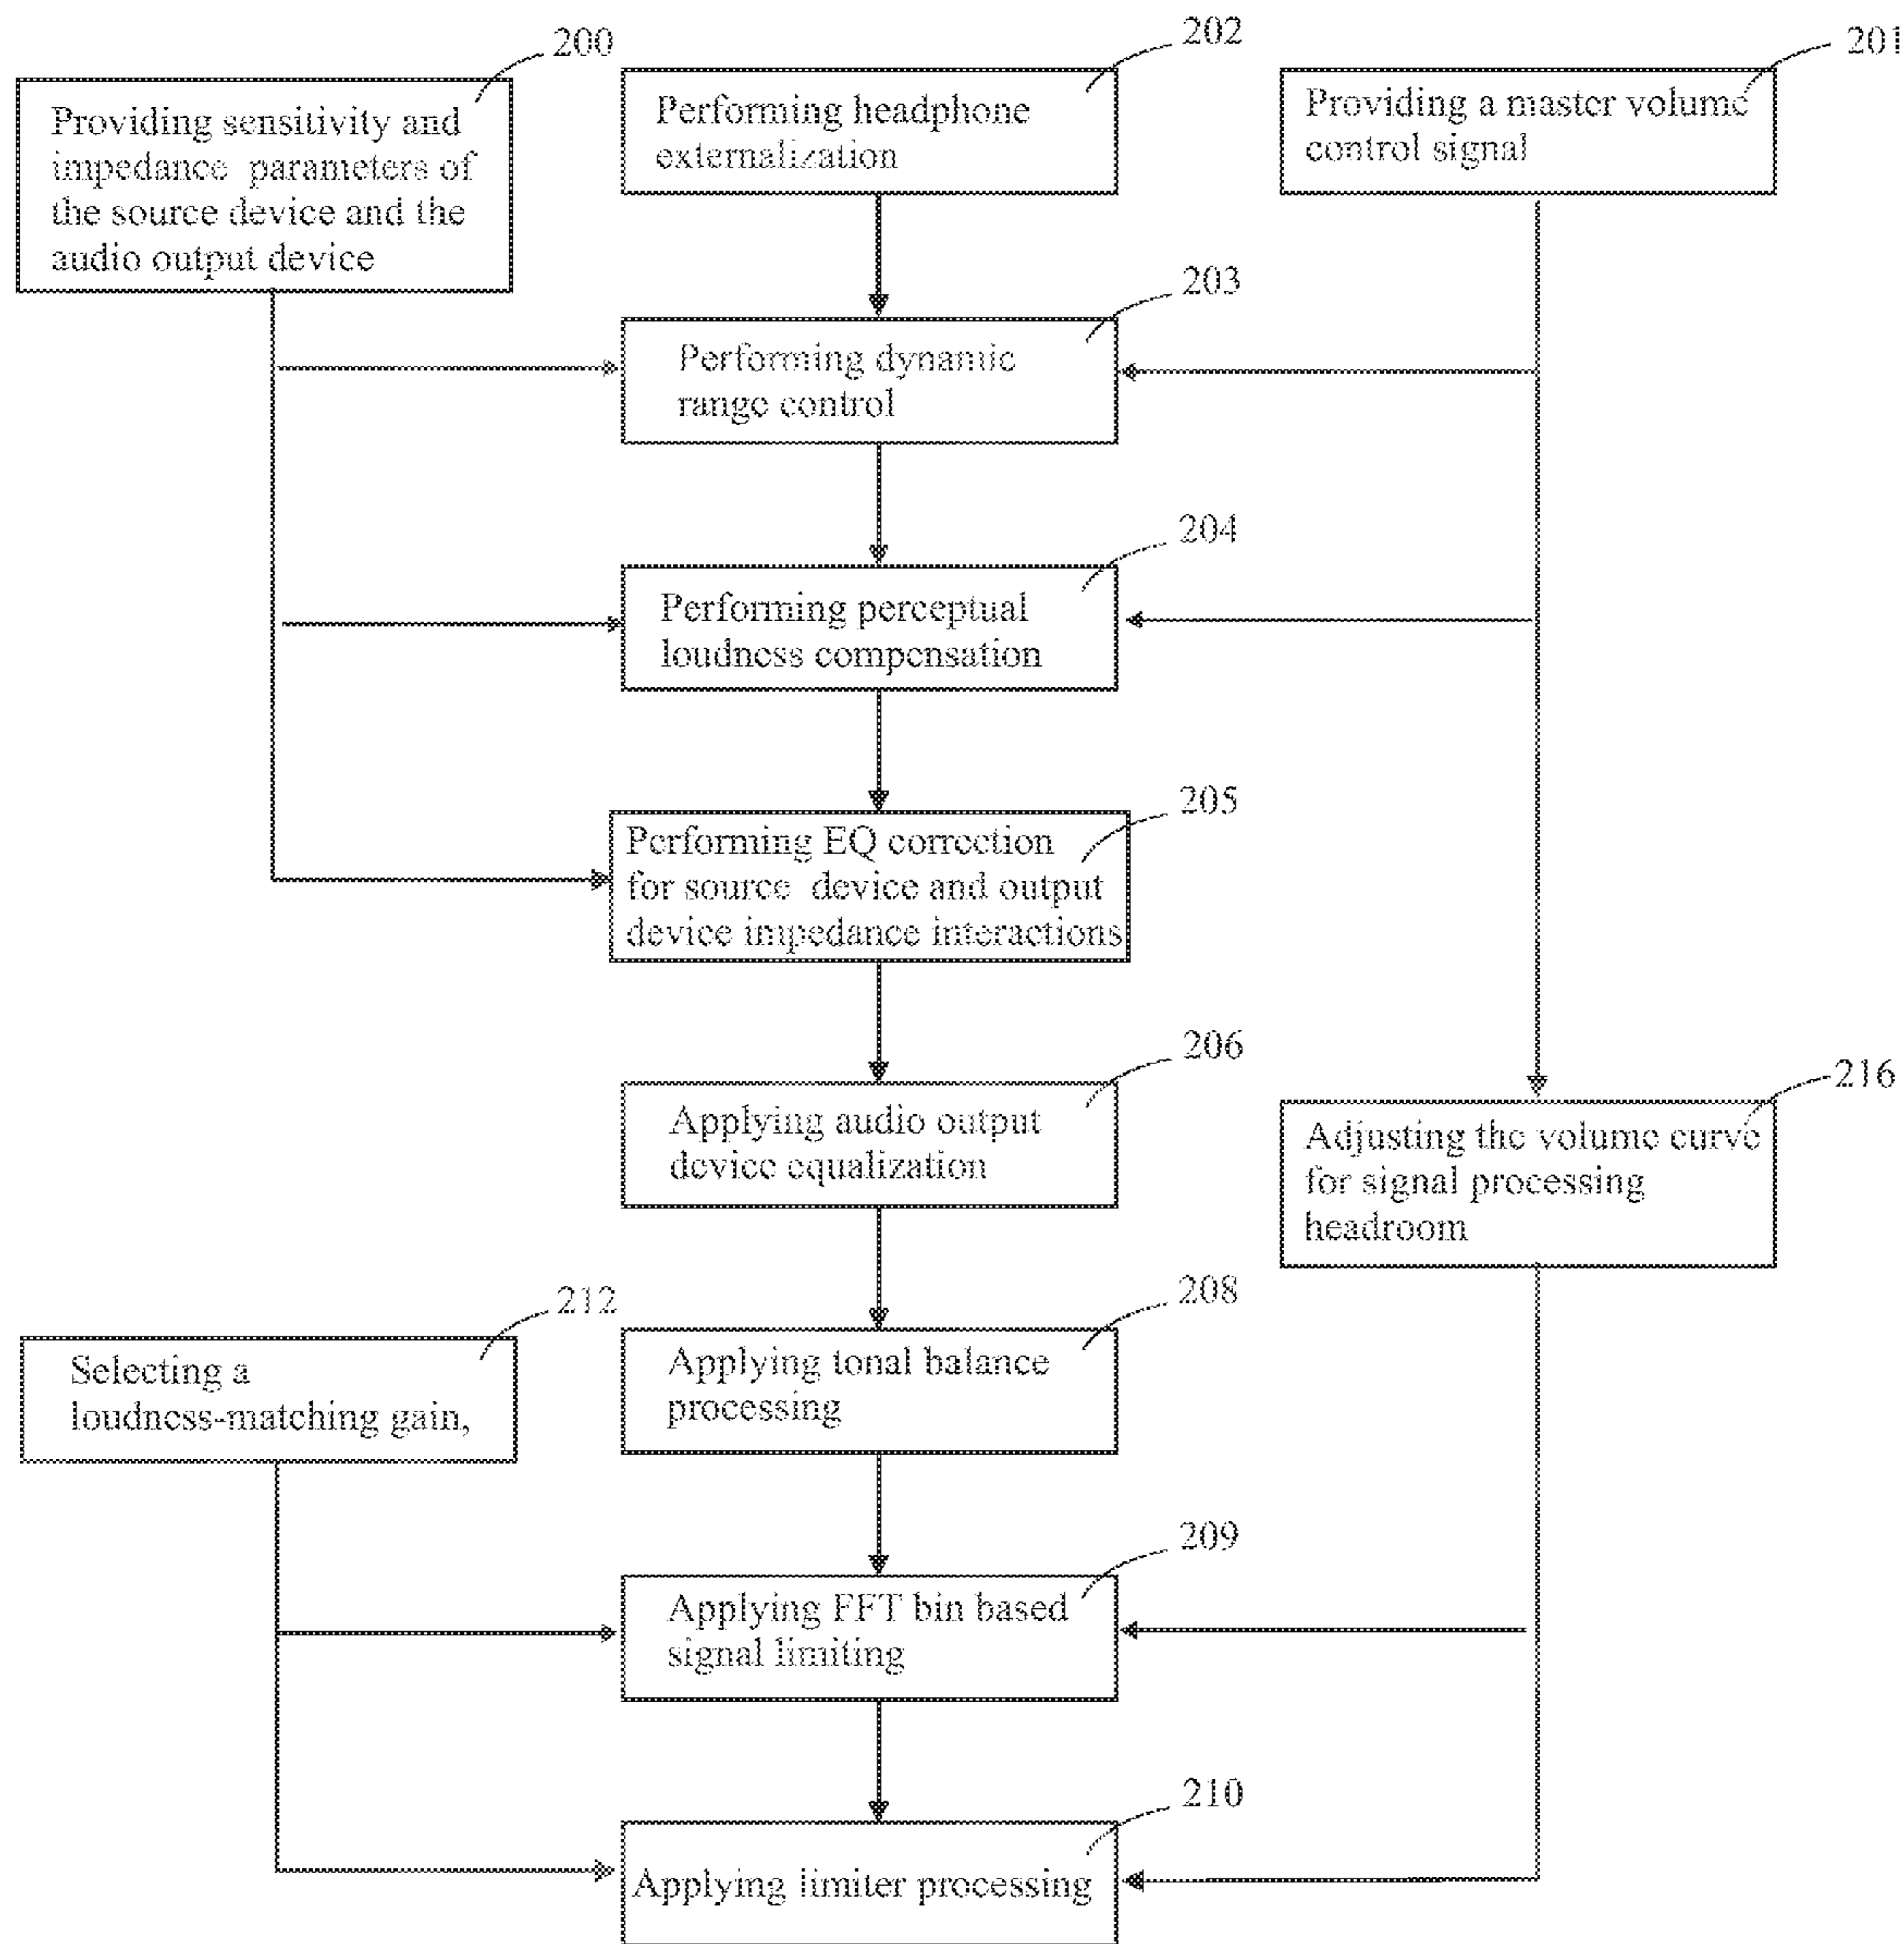 200
Providing sensitivity and
impedance parameters of
the source device and the
audio output device
202
Performing headphone
externalization
201
Providing a master volume
control signal
203
Performing dynamic
range control
204
Performing perceptual
loudness compensation
205
Performing EQ correction
for source device and output
device impedance interactions
206
Applying audio output
device equalization
216
Adjusting the volume curve
for signal processing
headroom
212
Selecting a
loudness-matching gain,
208
Applying tonal balance
processing
209
Applying FFT bin based
signal limiting
210
Applying limiter processing